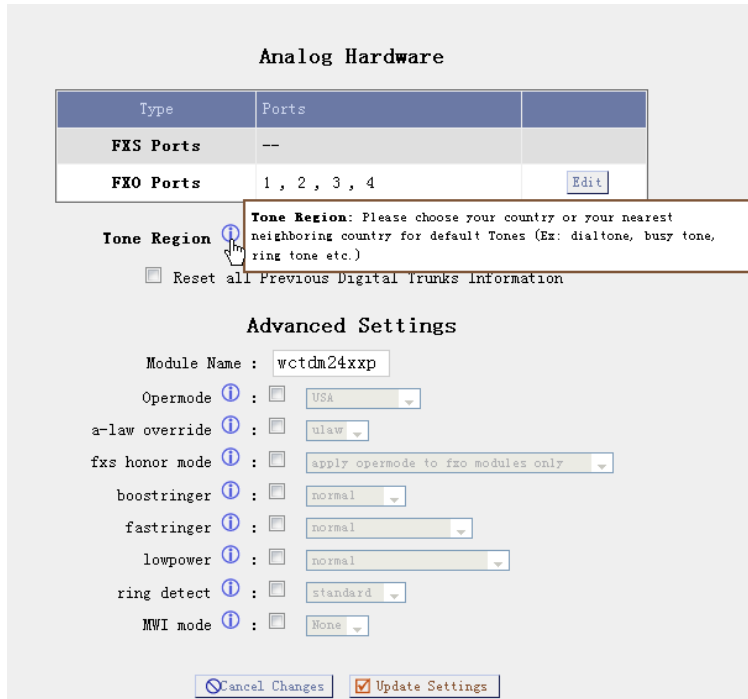 Analog Hardware
Type Ports
FXS Ports --
FXO Ports 1 , 2 , 3 , 4 Edit
Tone Region
Tone Region: Please choose your country or your nearest
neighboring country for default Tones (Ex: dialtone, busy tone,
ring tone etc.)
Reset all Previous Digital Trunks Information
Advanced Settings
Module Name : wctdm24xxp
Opermode : USA
a-law override : ulaw
fxs honor mode : apply opermode to fxo modules only
boostringer : normal
fastringer : normal
lowpower : normal
ring detect : standard
MWI mode : None
Cancel Changes Update Settings